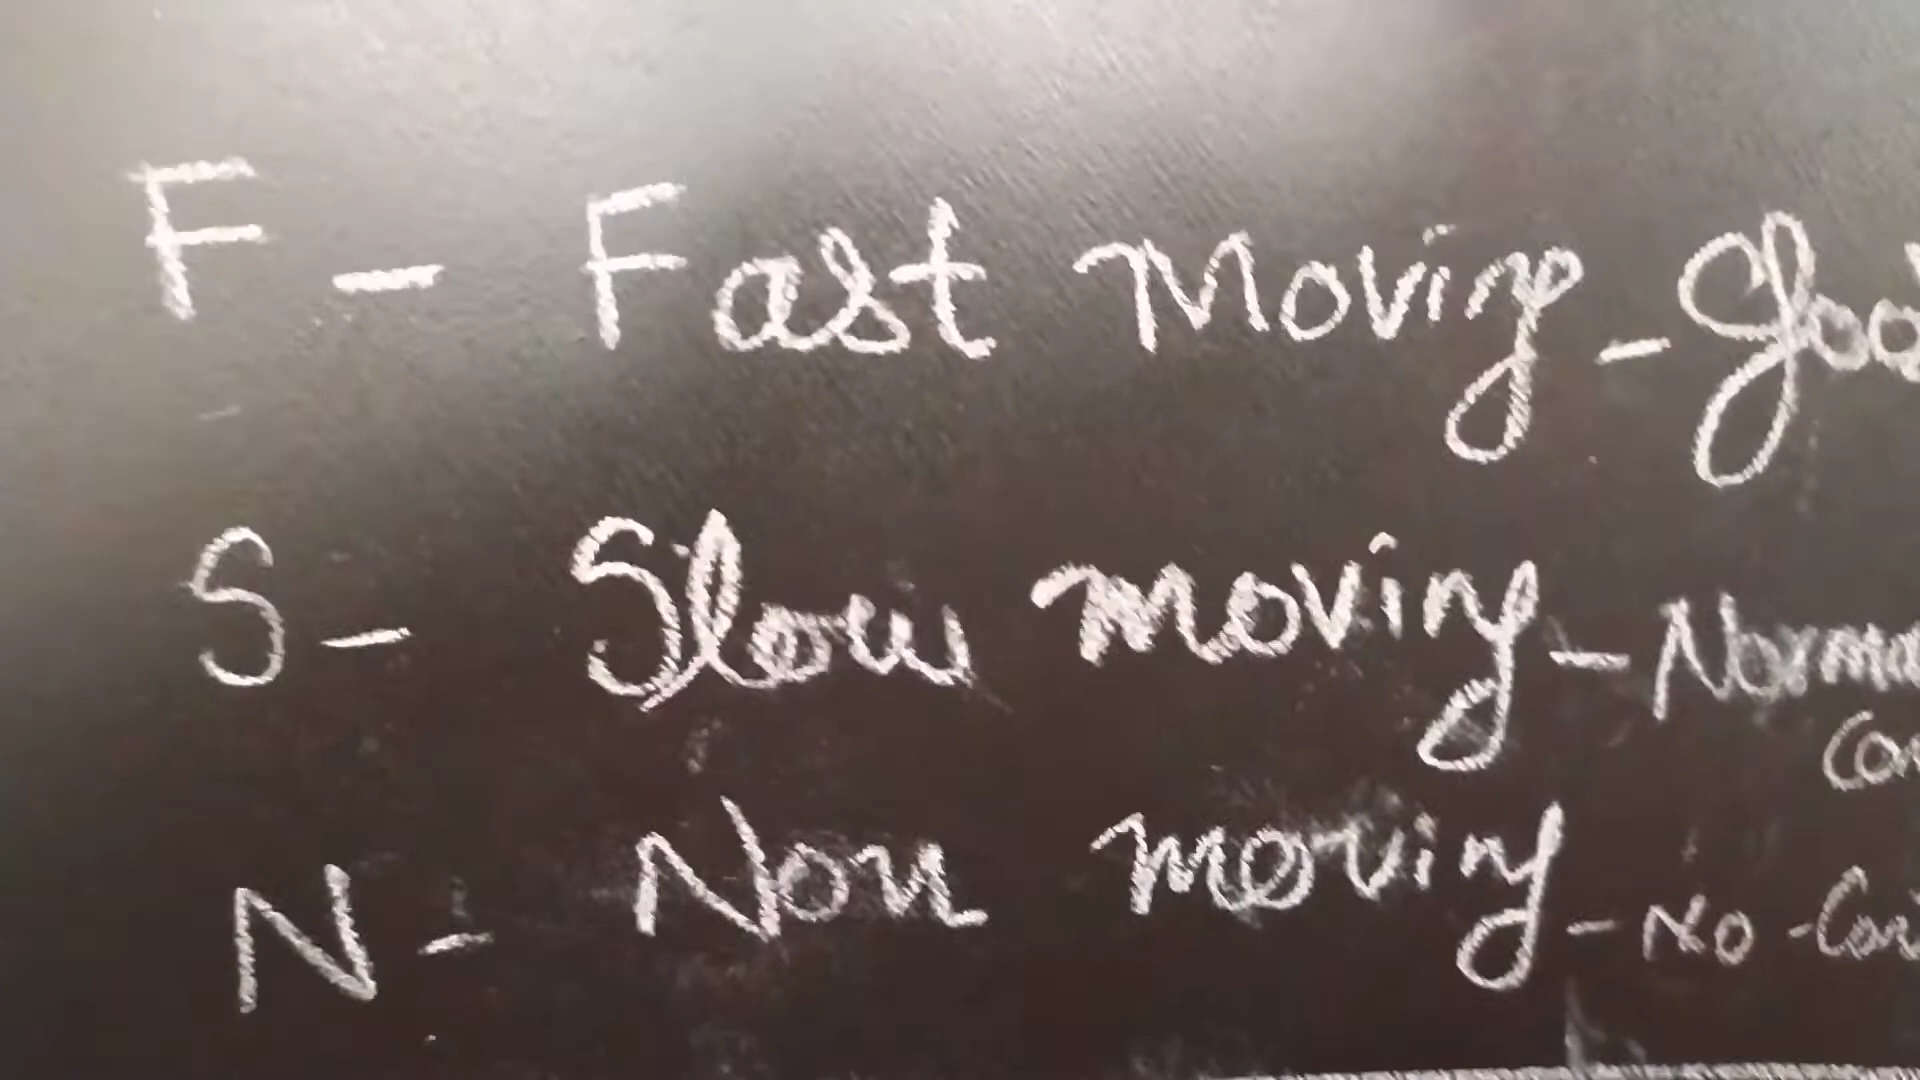 F - Fast Moving -
S - Slow moving -
N - Non moving - No -